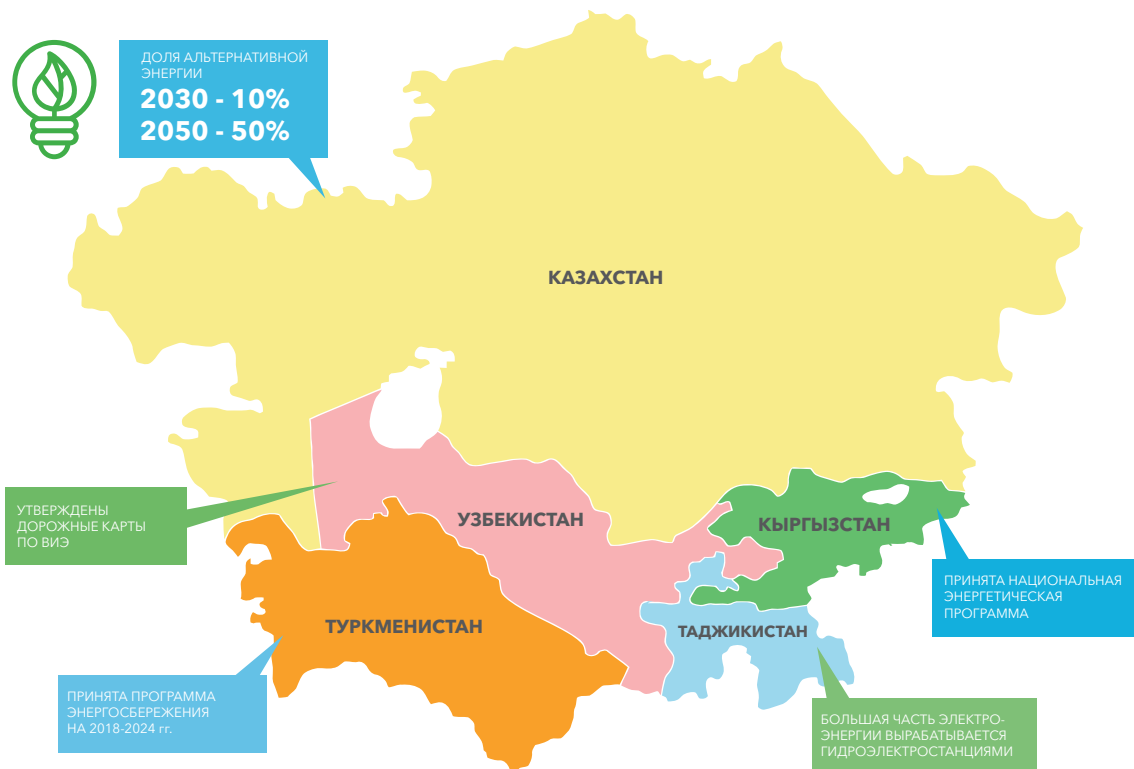 ДОЛЯ АЛЬТЕРНАТИВНОЙ
ЭНЕРГИИ
2030 - 10%
2050 - 50%
КАЗАХСТАН
УТВЕРЖДЕНЫ
ДОРОЖНЫЕ КАРТЫ
ПО ВИЭ
УЗБЕКИСТАН
КЫРГЫЗСТАН
ПРИНЯТА НАЦИОНАЛЬНАЯ
ЭНЕРГЕТИЧЕСКАЯ
ПРОГРАММА
ТУРКМЕНИСТАН
ТАДЖИКИСТАН
ПРИНЯТА ПРОГРАММА
ЭНЕРГОСБЕРЕЖЕНИЯ
НА 2018-2024 гг.
БОЛЬШАЯ ЧАСТЬ ЭЛЕКТРО-
ЭНЕРГИИ ВЫРАБАТЫВАЕТСЯ
ГИДРОЭЛЕКТРОСТАНЦИЯМИ